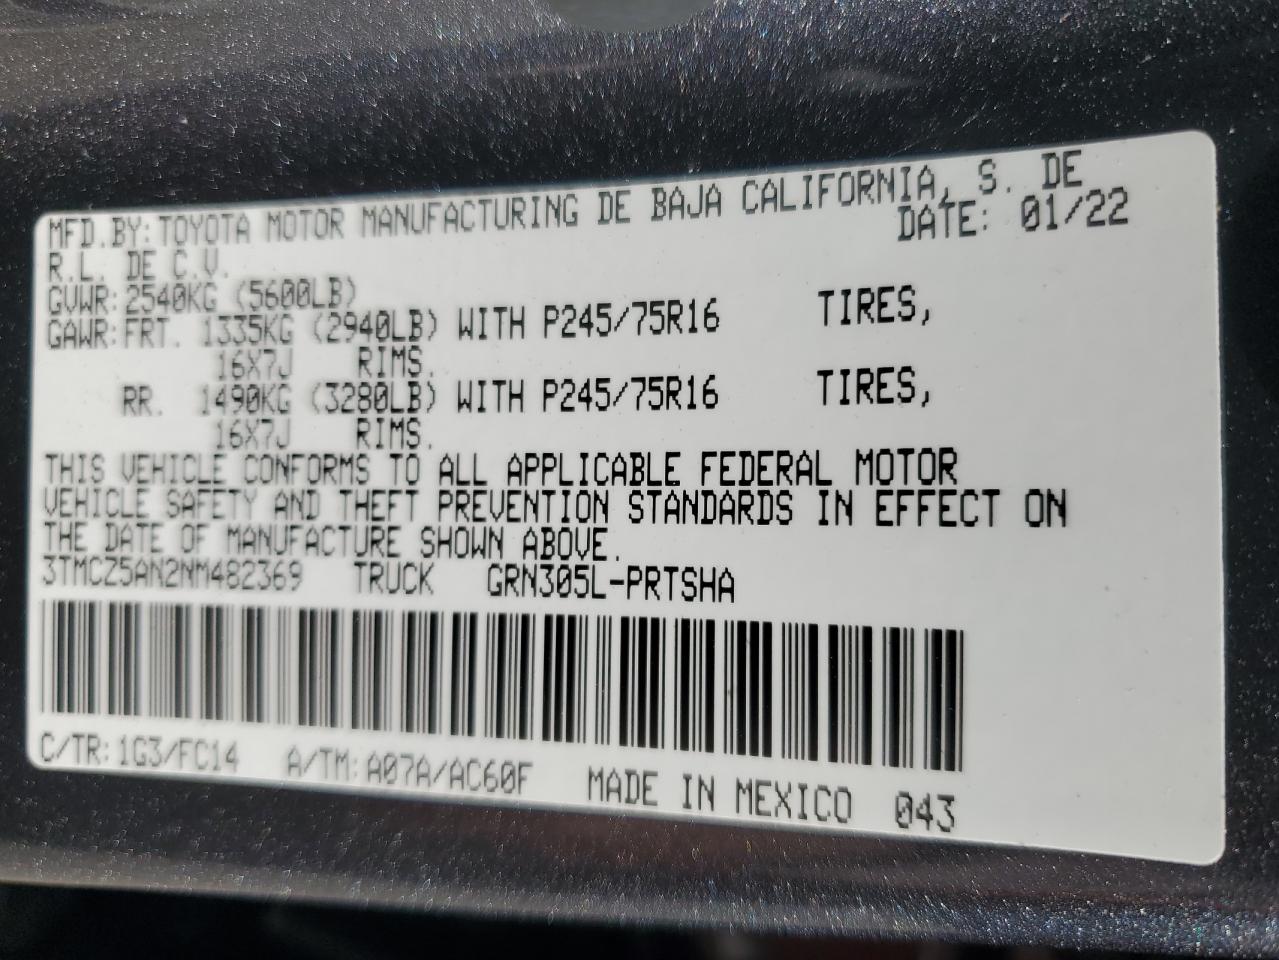 MFD.BY: TOYOTA MOTOR MANUFACTURING DE BAJA CALIFORNIA, S. DE
R.L. DE C.V. DATE: 01/22
GVWR: 2540KG (5600LB)
GAWR: FRT. 1335KG (2940LB) WITH P245/75R16 TIRES,
16X7J RIMS.
RR. 1490KG (3280LB) WITH P245/75R16 TIRES,
16X7J RIMS.
THIS VEHICLE CONFORMS TO ALL APPLICABLE FEDERAL MOTOR
VEHICLE SAFETY AND THEFT PREVENTION STANDARDS IN EFFECT ON
THE DATE OF MANUFACTURE SHOWN ABOVE.
3TMCZ5AN2NM482369 TRUCK GRN305L-PRTSHA
C/TR: 1G3/FC14 A/TM: A07A/AC60F MADE IN MEXICO 043